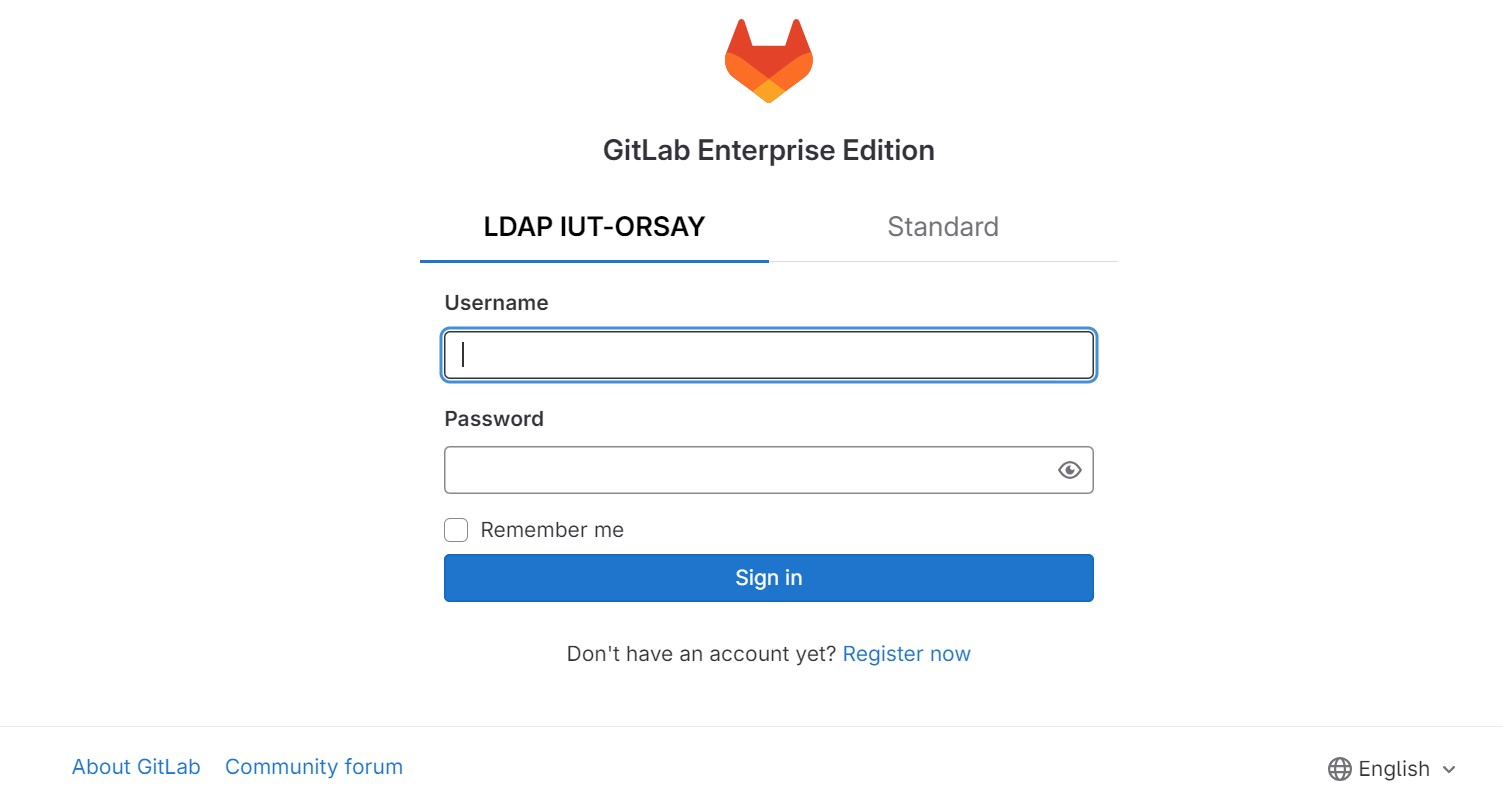 GitLab Enterprise Edition
LDAP IUT-ORSAY Standard
Username
Password
Remember me
Sign in
Don't have an account yet? Register now
About GitLab Community forum English